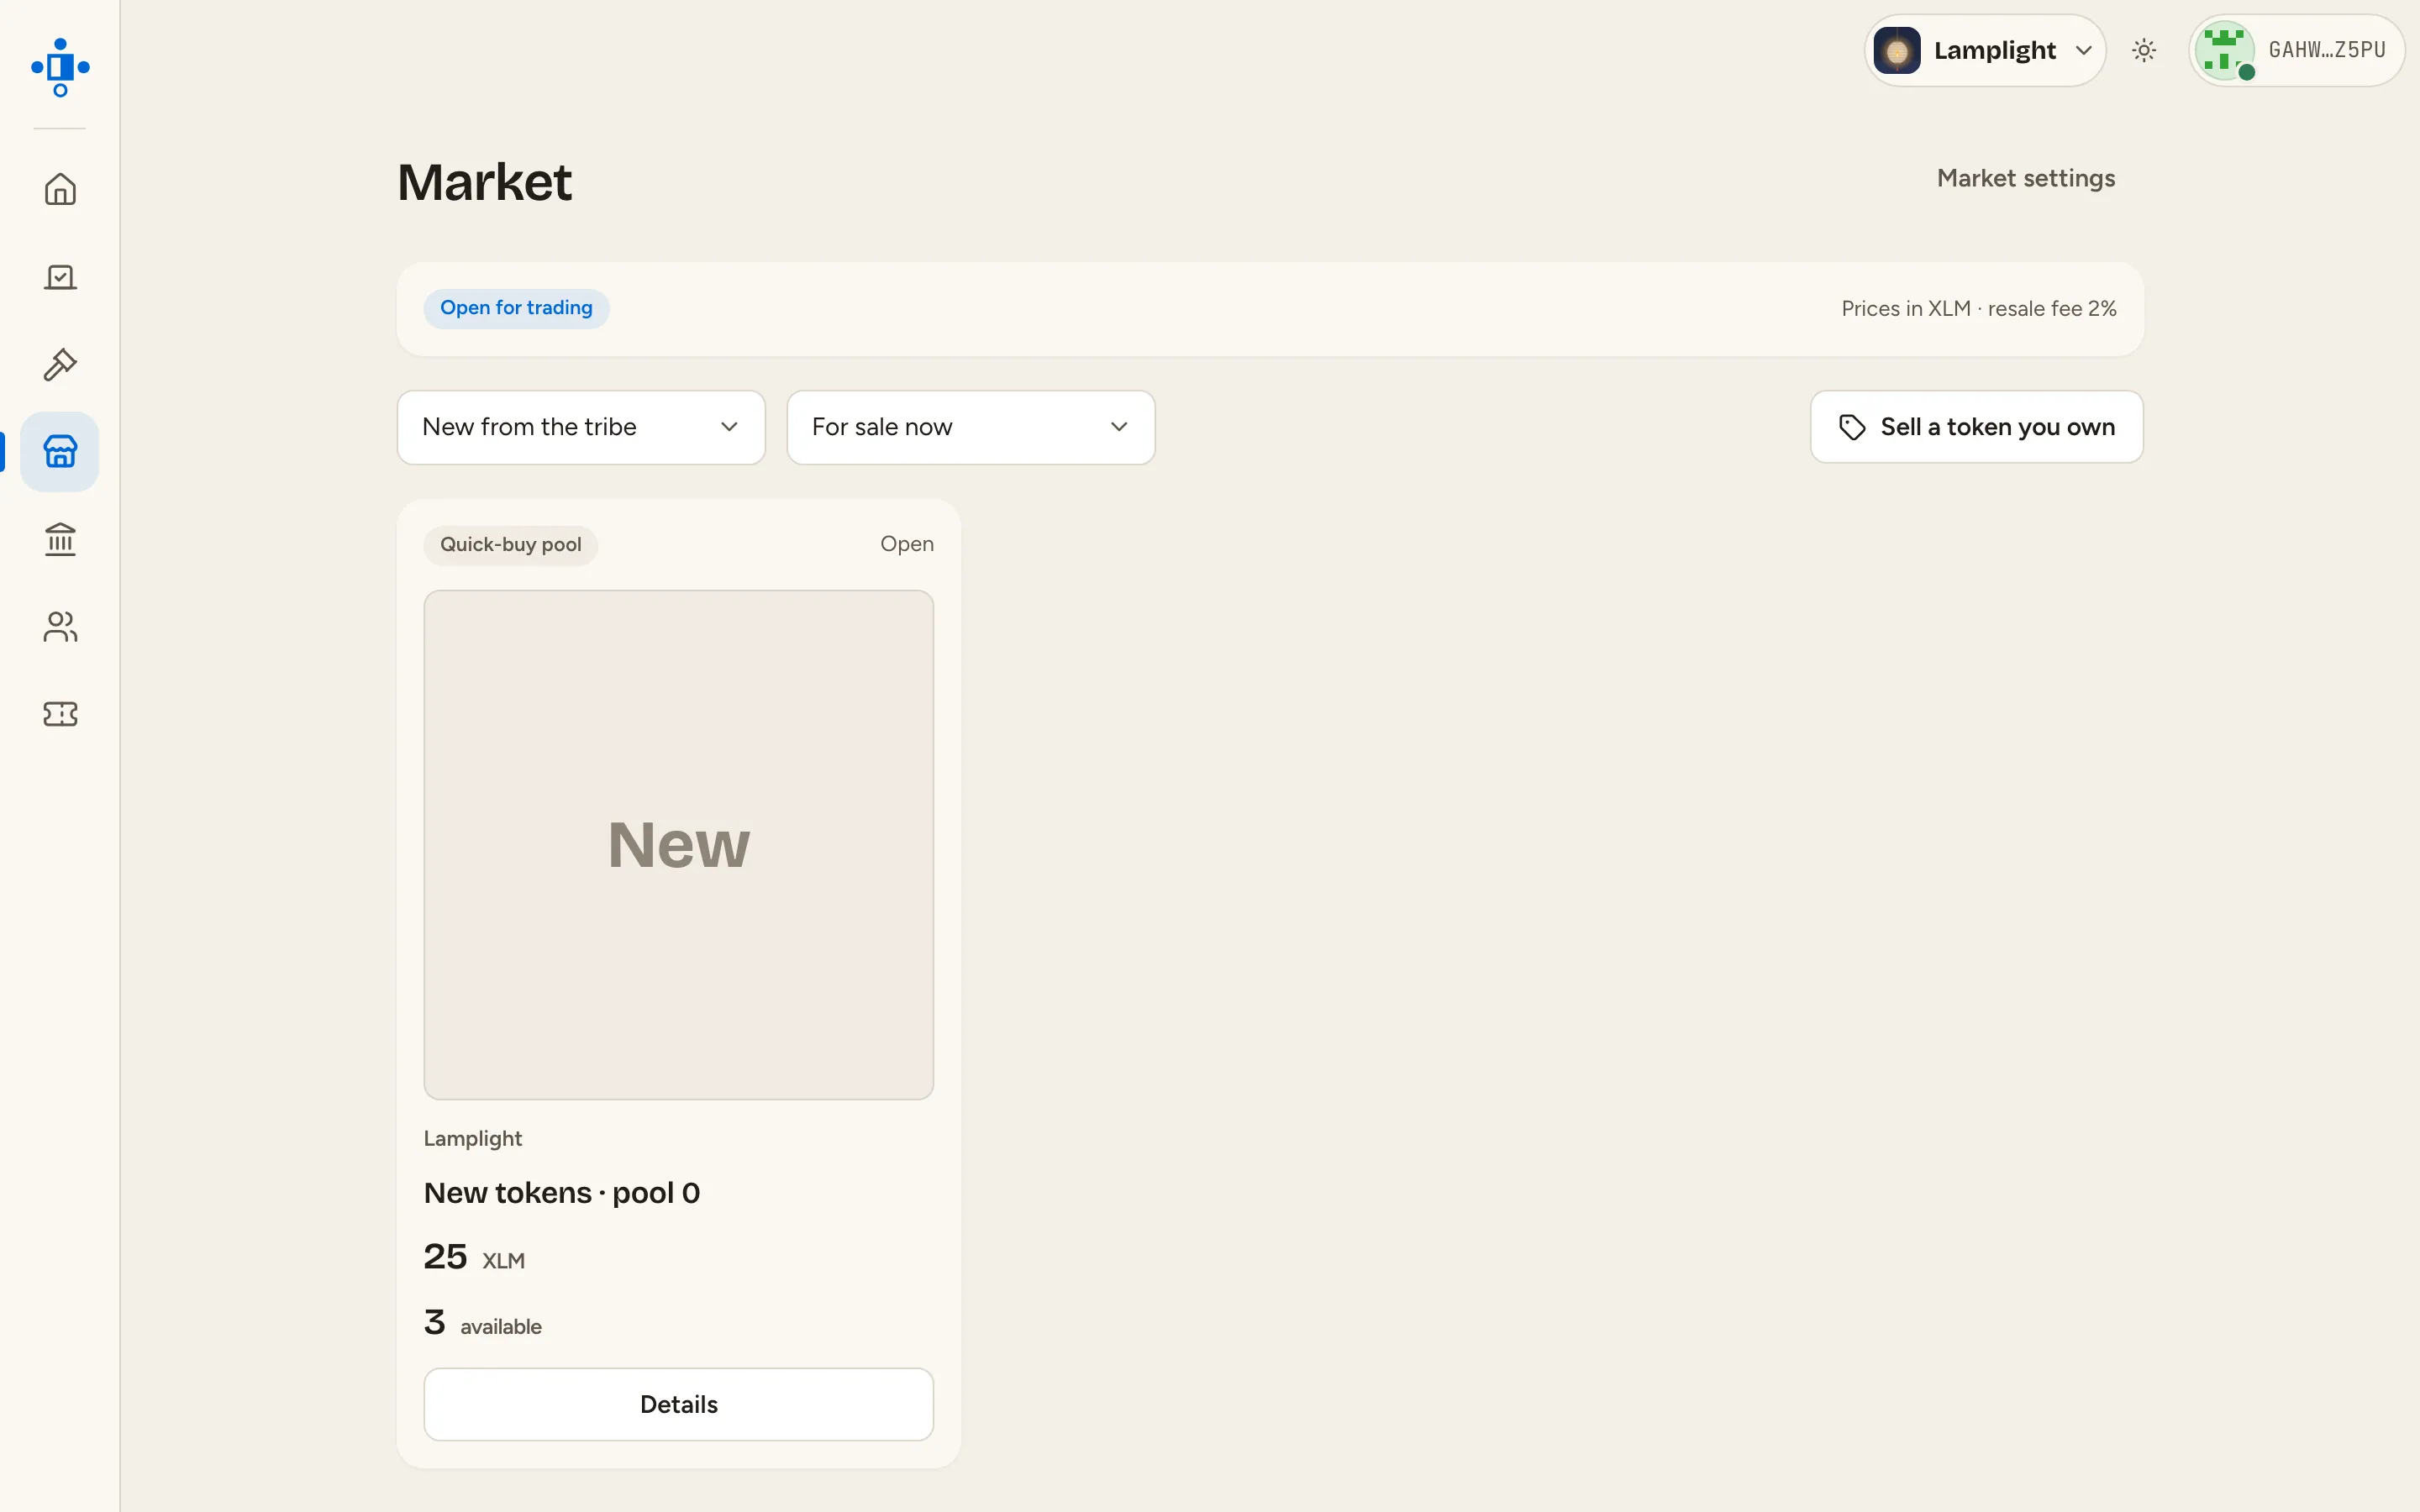 Lamplight
GAHW…Z5PU
Market
Market settings
Open for trading
Prices in XLM · resale fee 2%
New from the tribe
For sale now
Sell a token you own
Quick-buy pool
Open
New
Lamplight
New tokens · pool 0
25 XLM
3 available
Details